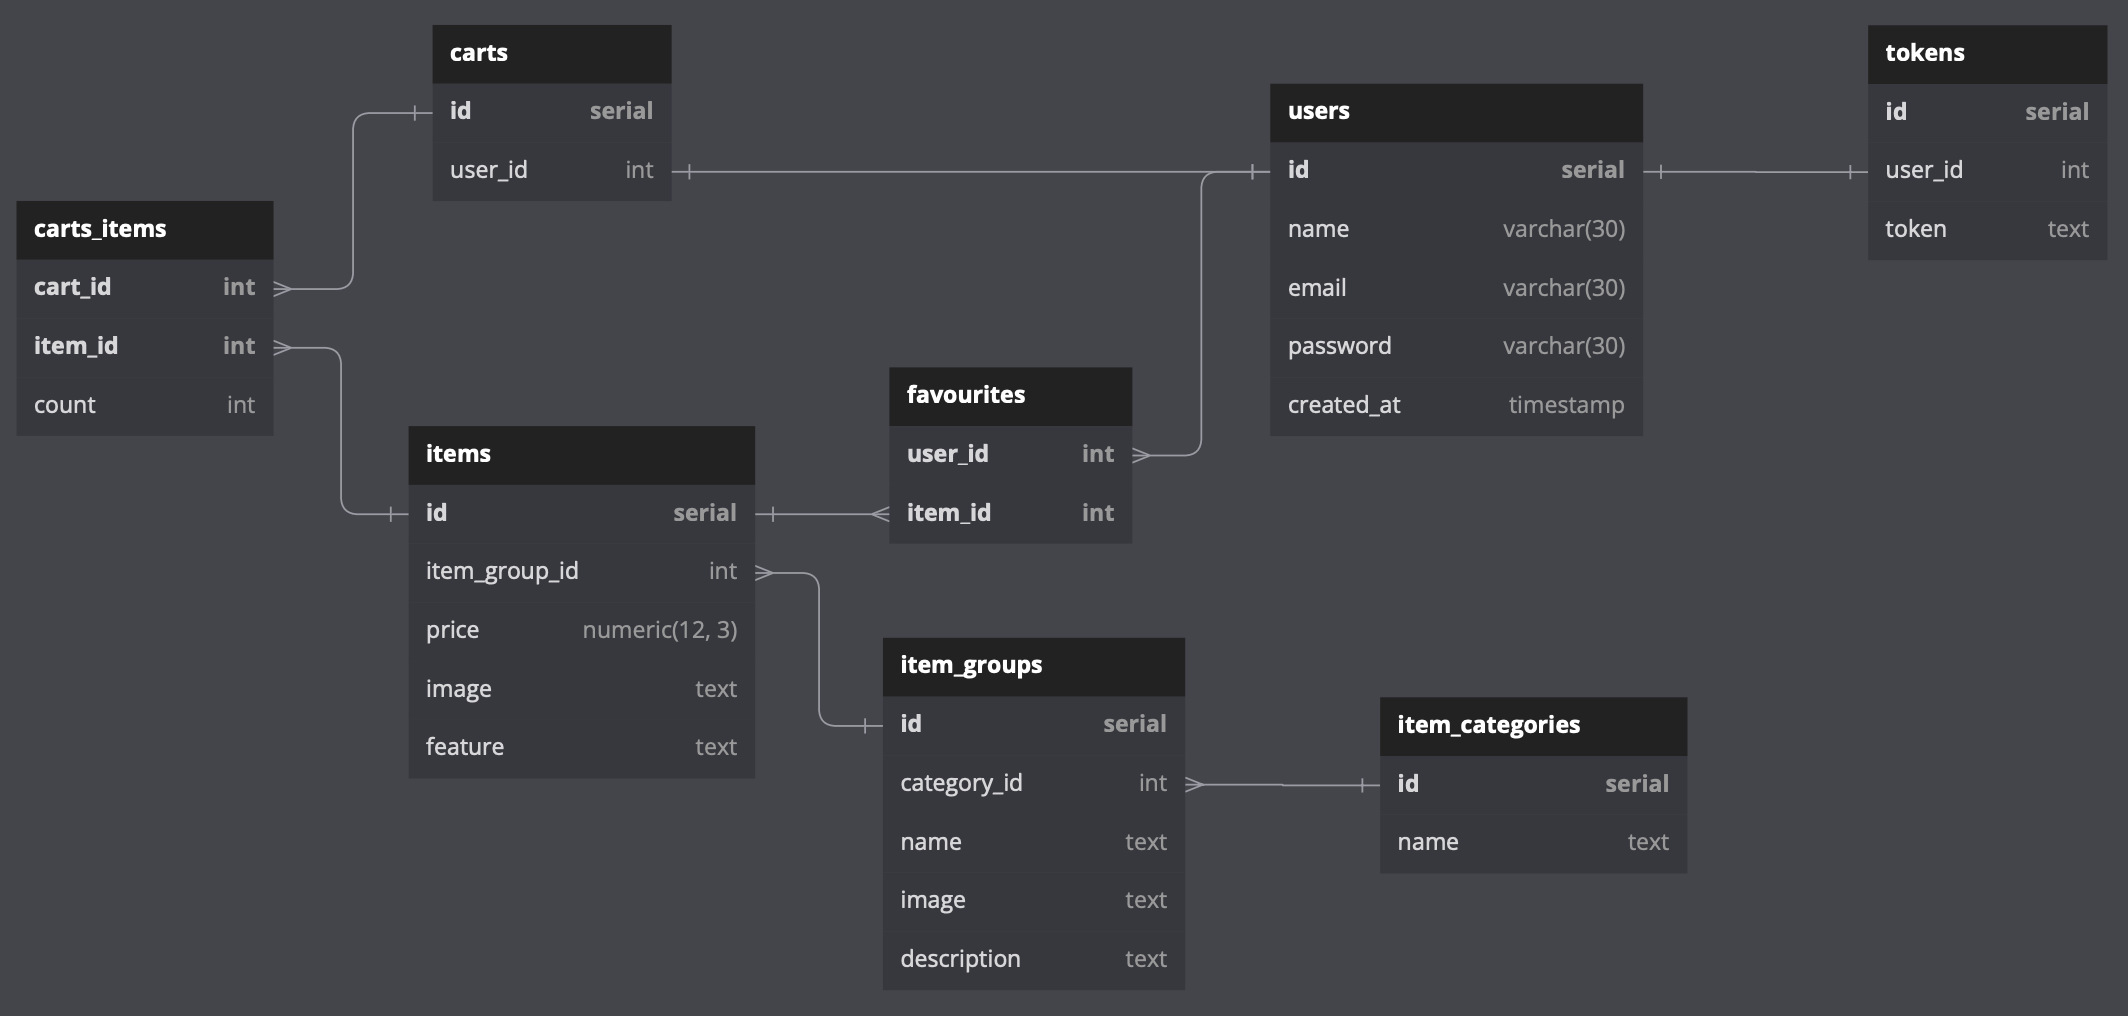 carts
id serial
user_id int
carts_items
cart_id int
item_id int
count int
items
id serial
item_group_id int
price numeric(12, 3)
image text
feature text
favourites
user_id int
item_id int
item_groups
id serial
category_id int
name text
image text
description text
users
id serial
name varchar(30)
email varchar(30)
password varchar(30)
created_at timestamp
tokens
id serial
user_id int
token text
item_categories
id serial
name text